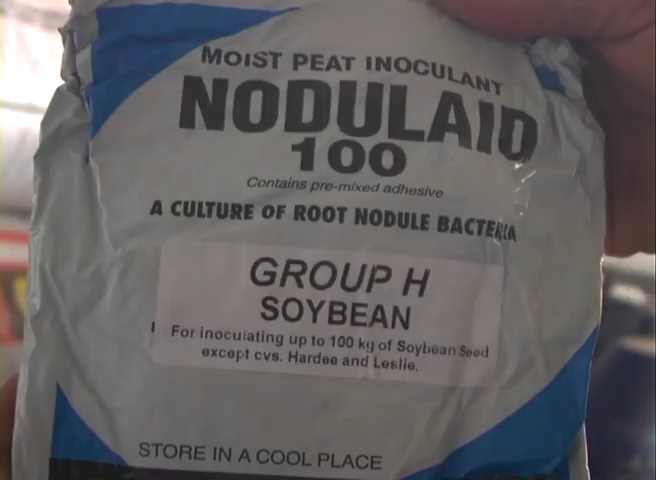 MOIST PEAT INOCULANT
NODULAID
100
Contains pre-mixed adhesive
A CULTURE OF ROOT NODULE BACTERIA
GROUP H
SOYBEAN
For inoculating up to 100 kg of Soybean Seed
except cvs. Hardee and Leslie.
STORE IN A COOL PLACE